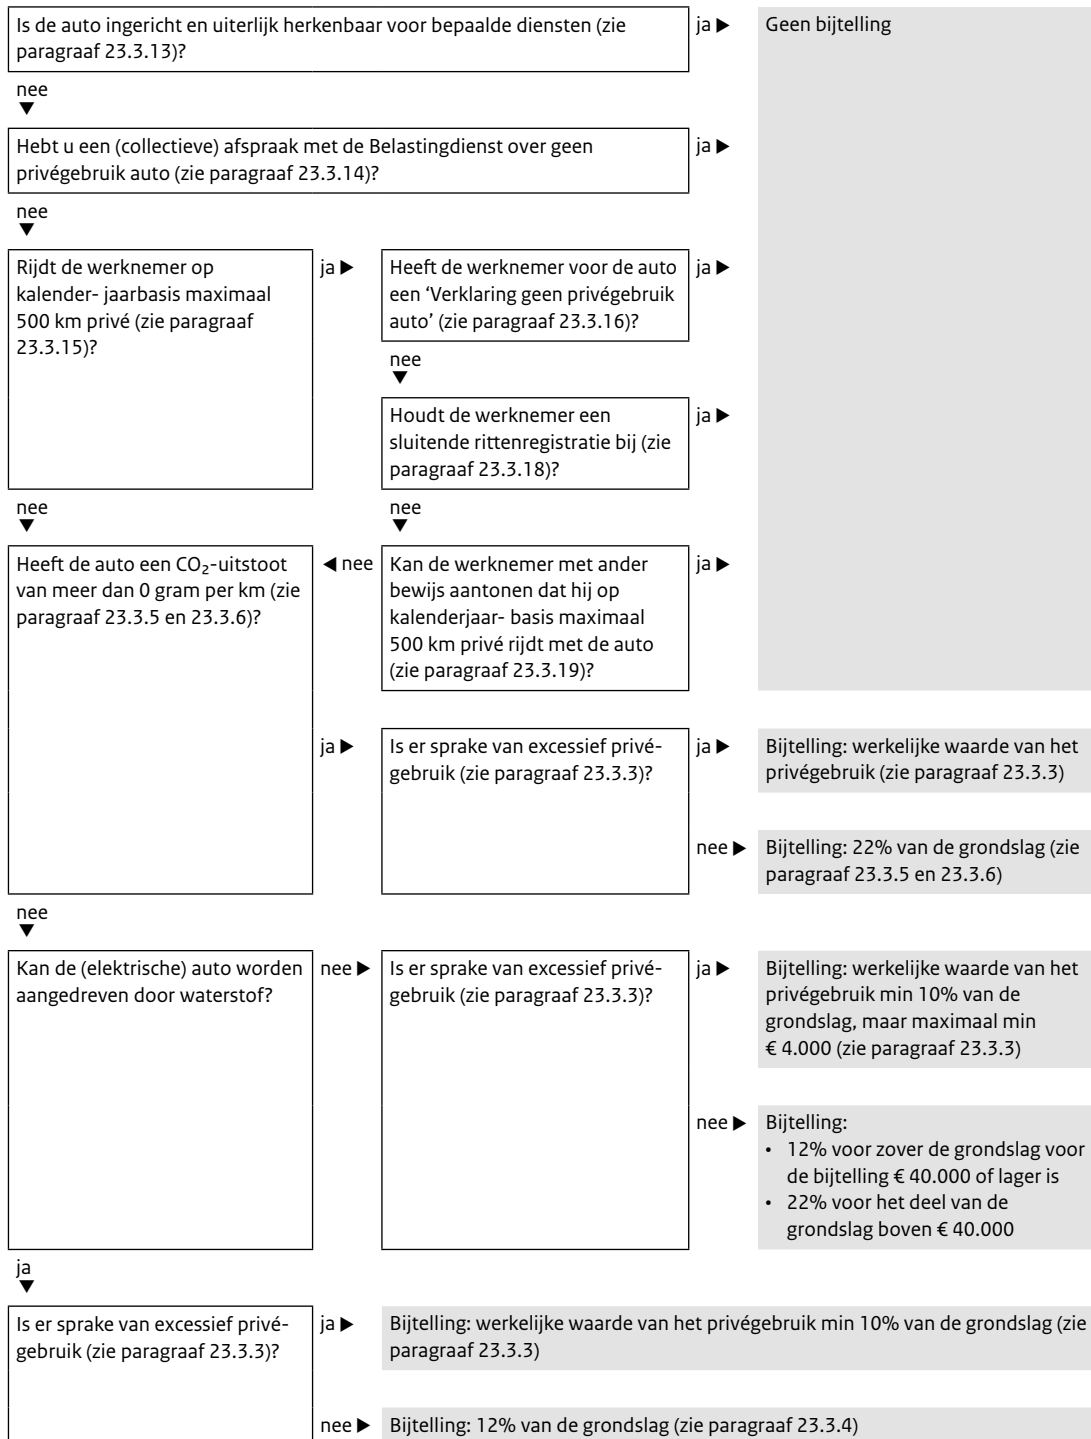 Is de auto ingericht en uiterlijk herkenbaar voor bepaalde diensten (zie
paragraaf 23.3.13)?
ja ▶
Geen bijtelling
nee
▼
Hebt u een (collectieve) afspraak met de Belastingdienst over geen
privégebruik auto (zie paragraaf 23.3.14)?
ja ▶
nee
▼
Rijdt de werknemer op
kalender- jaarbasis maximaal
500 km privé (zie paragraaf
23.3.15)?
ja ▶
Heeft de werknemer voor de auto
een ‘Verklaring geen privégebruik
auto’ (zie paragraaf 23.3.16)?
ja ▶
nee
▼
Houdt de werknemer een
sluitende rittenregistratie bij (zie
paragraaf 23.3.18)?
ja ▶
nee
▼
nee
▼
Heeft de auto een CO₂-uitstoot
van meer dan 0 gram per km (zie
paragraaf 23.3.5 en 23.3.6)?
◀ nee
Kan de werknemer met ander
bewijs aantonen dat hij op
kalenderjaar- basis maximaal
500 km privé rijdt met de auto
(zie paragraaf 23.3.19)?
ja ▶
ja ▶
Is er sprake van excessief privé-
gebruik (zie paragraaf 23.3.3)?
ja ▶
Bijtelling: werkelijke waarde van het
privégebruik (zie paragraaf 23.3.3)
nee ▶
Bijtelling: 22% van de grondslag (zie
paragraaf 23.3.5 en 23.3.6)
nee
▼
Kan de (elektrische) auto worden
aangedreven door waterstof?
nee ▶
Is er sprake van excessief privé-
gebruik (zie paragraaf 23.3.3)?
ja ▶
Bijtelling: werkelijke waarde van het
privégebruik min 10% van de
grondslag, maar maximaal min
€ 4.000 (zie paragraaf 23.3.3)
nee ▶
Bijtelling:
• 12% voor zover de grondslag voor
de bijtelling € 40.000 of lager is
• 22% voor het deel van de
grondslag boven € 40.000
ja
▼
Is er sprake van excessief privé-
gebruik (zie paragraaf 23.3.3)?
ja ▶
Bijtelling: werkelijke waarde van het privégebruik min 10% van de grondslag (zie
paragraaf 23.3.3)
nee ▶
Bijtelling: 12% van de grondslag (zie paragraaf 23.3.4)